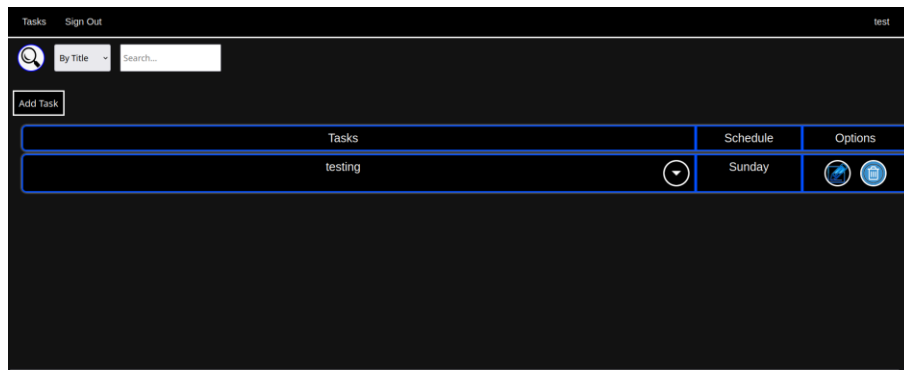 Tasks Sign Out test
By Title Search...
Add Task
Tasks Schedule Options
testing Sunday